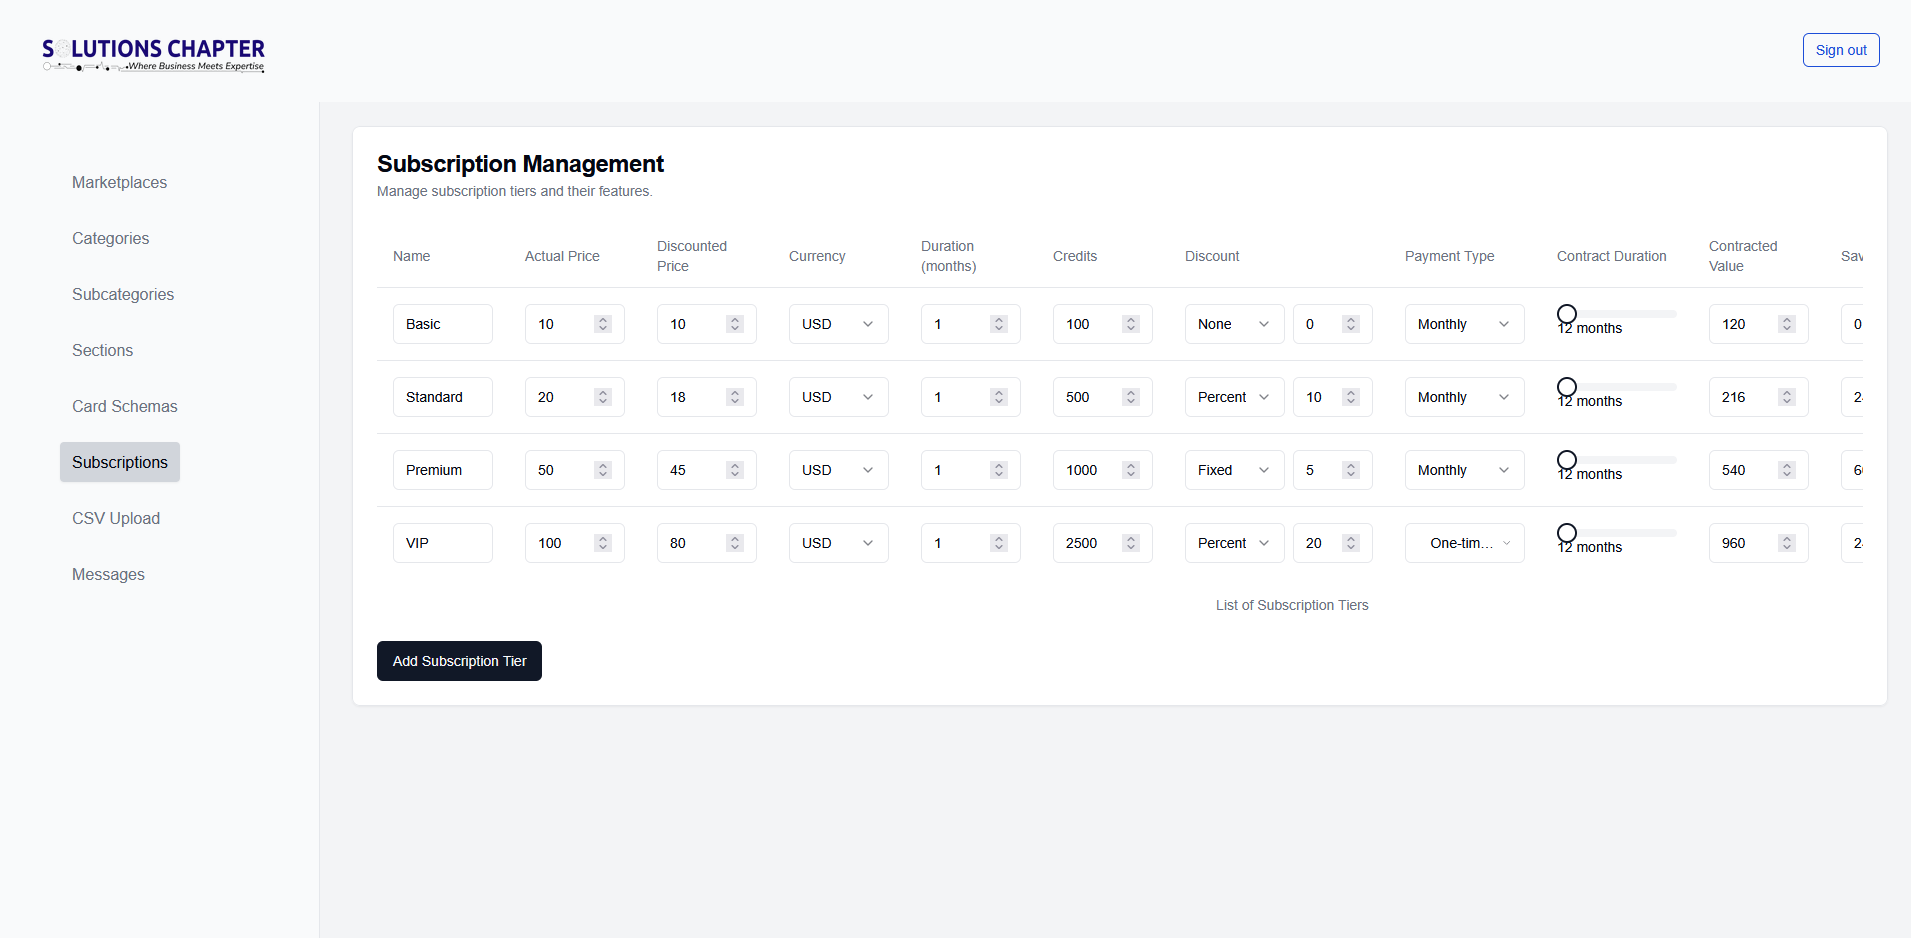 SOLUTIONS CHAPTER
Where Business Meets Expertise
Sign out
Marketplaces
Categories
Subcategories
Sections
Card Schemas
Subscriptions
CSV Upload
Messages
Subscription Management
Manage subscription tiers and their features.
Name Actual Price Discounted Price Currency Duration (months) Credits Discount Payment Type Contract Duration Contracted Value Sav
Basic 10 10 USD 1 100 None 0 Monthly 12 months 120 0
Standard 20 18 USD 1 500 Percent 10 Monthly 12 months 216
Premium 50 45 USD 1 1000 Fixed 5 Monthly 12 months 540
VIP 100 80 USD 1 2500 Percent 20 One-tim... 12 months 960
List of Subscription Tiers
Add Subscription Tier